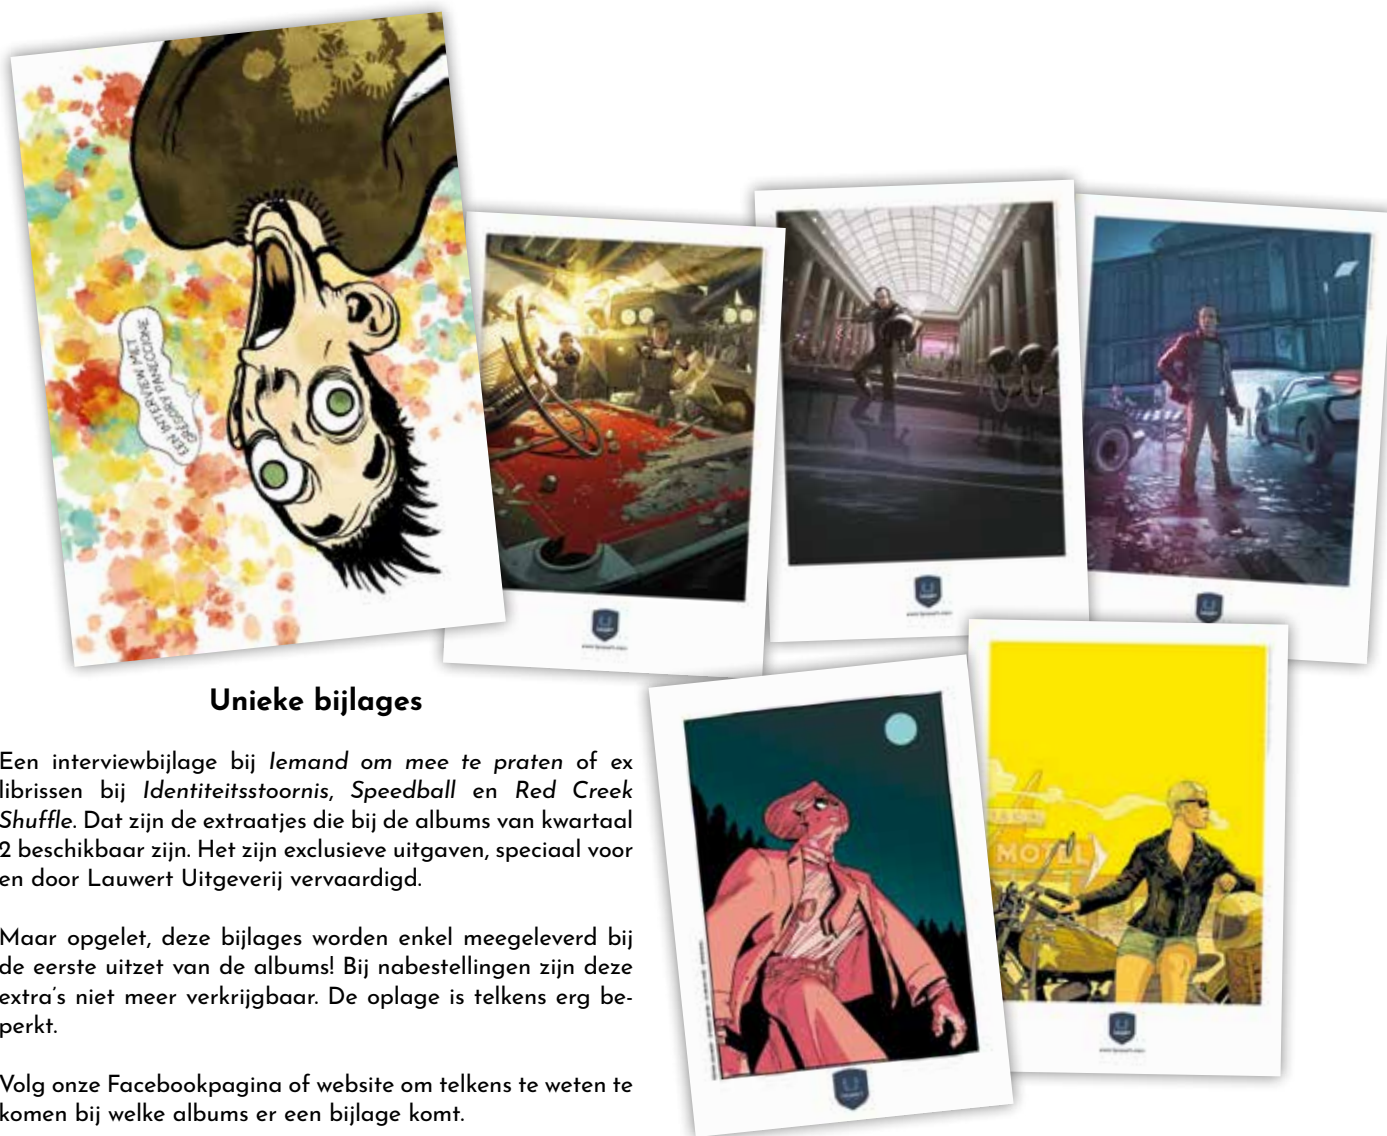 EEN INTERVIEW MET
GREGORY PANACCIONE
MOTEL
Unieke bijlages
Een interviewbijlage bij Iemand om mee te praten of ex
librissen bij Identiteitsstoornis, Speedball en Red Creek
Shuffle. Dat zijn de extraatjes die bij de albums van kwartaal
2 beschikbaar zijn. Het zijn exclusieve uitgaven, speciaal voor
en door Lauwert Uitgeverij vervaardigd.
Maar opgelet, deze bijlages worden enkel meegeleverd bij
de eerste uitzet van de albums! Bij nabestellingen zijn deze
extra's niet meer verkrijgbaar. De oplage is telkens erg be-
perkt.
Volg onze Facebookpagina of website om telkens te weten te
komen bij welke albums er een bijlage komt.